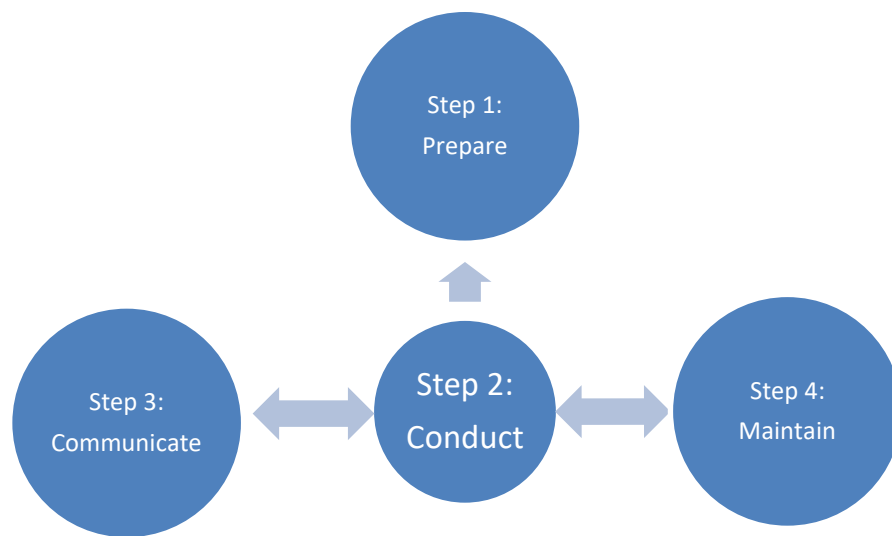 Step 1:
Prepare
Step 2:
Conduct
Step 3:
Communicate
Step 4:
Maintain